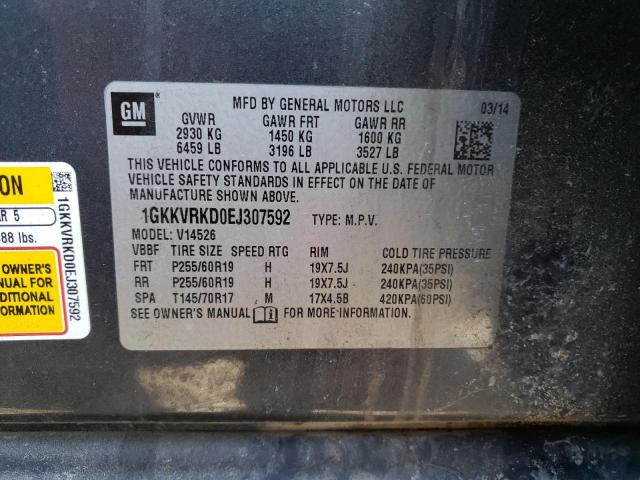 GM
MFD BY GENERAL MOTORS LLC
03/14
GVWR GAWR FRT GAWR RR
2930 KG 1450 KG 1600 KG
6459 LB 3196 LB 3527 LB
THIS VEHICLE CONFORMS TO ALL APPLICABLE U.S. FEDERAL MOTOR
VEHICLE SAFETY STANDARDS IN EFFECT ON THE DATE OF
MANUFACTURE SHOWN ABOVE.
1GKKVRKD0EJ307592 TYPE: M.P.V.
MODEL: V14526
VBBF TIRE SIZE SPEED RTG RIM COLD TIRE PRESSURE
FRT P255/60R19 H 19X7.5J 240KPA(35PSI)
RR P255/60R19 H 19X7.5J 240KPA(35PSI)
SPA T145/70R17 M 17X4.5B 420KPA(60PSI)
SEE OWNER'S MANUAL i FOR MORE INFORMATION.
ON
AR 5
88 lbs.
OWNER'S
NUAL FOR
DDITIONAL
ORMATION
1GKKVRKD0EJ307592